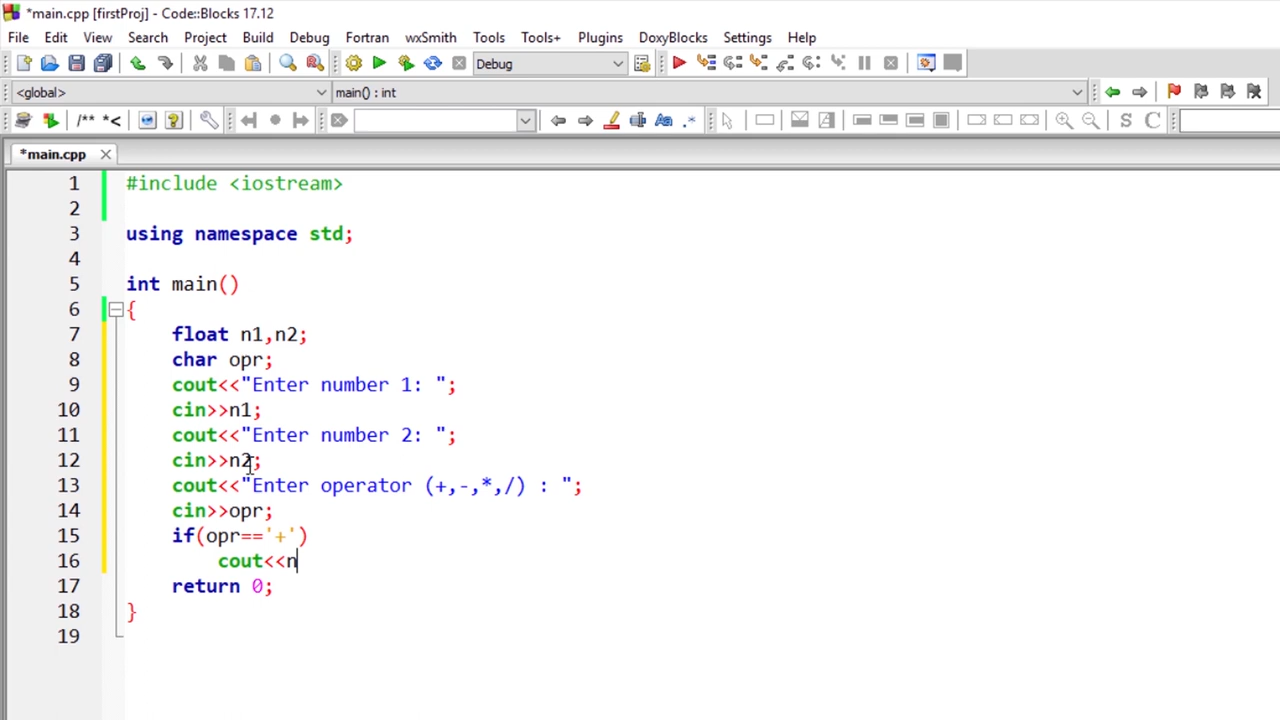 *main.cpp [firstProj] - Code::Blocks 17.12
File Edit View Search Project Build Debug Fortran wxSmith Tools Tools+ Plugins DoxyBlocks Settings Help
Debug
<global> main() : int
/** *< Aa .* S C
*main.cpp
1 #include <iostream>
2
3 using namespace std;
4
5 int main()
6 {
7 float n1,n2;
8 char opr;
9 cout<<"Enter number 1: ";
10 cin>>n1;
11 cout<<"Enter number 2: ";
12 cin>>n2;
13 cout<<"Enter operator (+,-,*,/) : ";
14 cin>>opr;
15 if(opr=='+')
16 cout<<n
17 return 0;
18 }
19